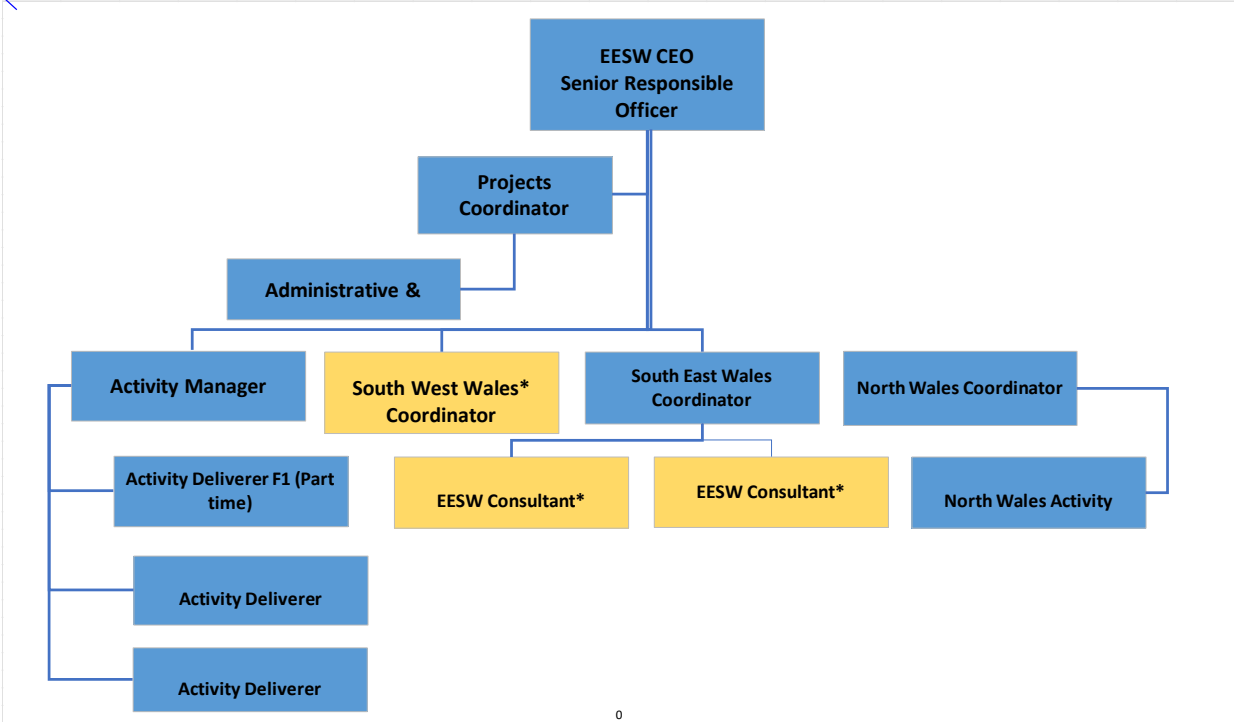 EESW CEO
Senior Responsible
Officer
Projects
Coordinator
Administrative &
Activity Manager
South West Wales*
Coordinator
South East Wales
Coordinator
North Wales Coordinator
Activity Deliverer F1 (Part
time)
EESW Consultant*
EESW Consultant*
North Wales Activity
Activity Deliverer
Activity Deliverer
0